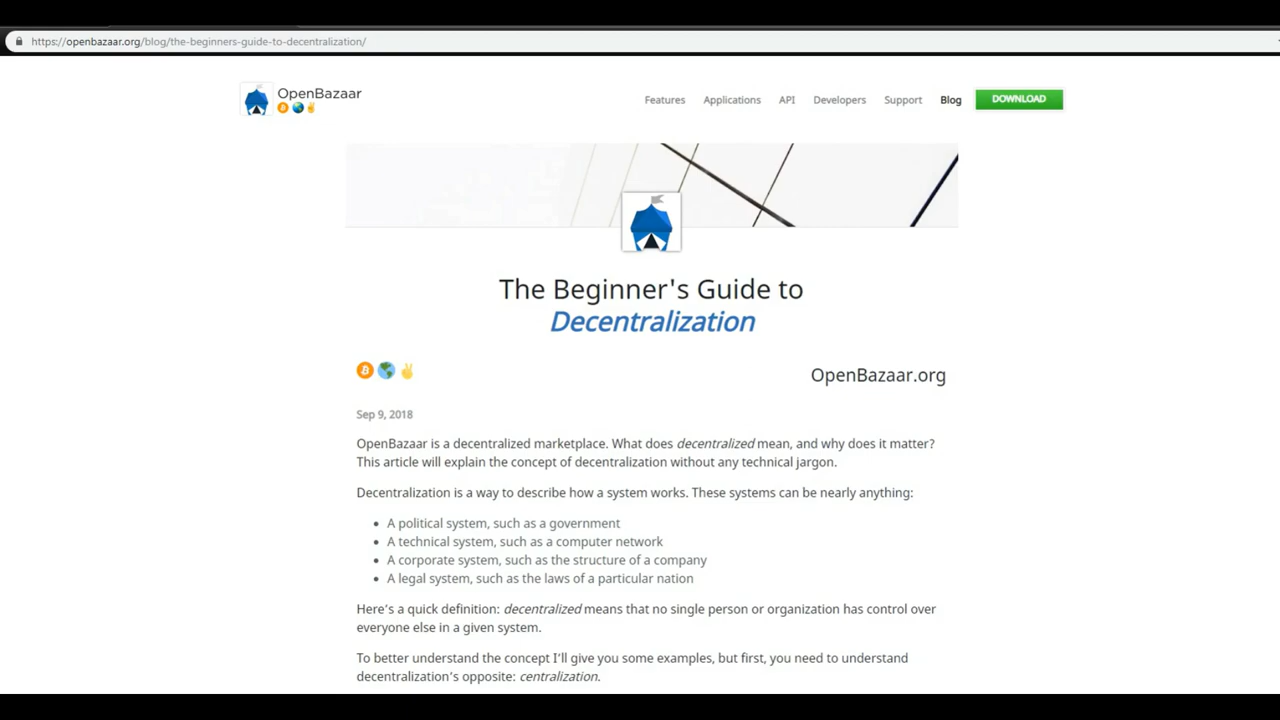 https://openbazaar.org/blog/the-beginners-guide-to-decentralization/
OpenBazaar
Features Applications API Developers Support Blog DOWNLOAD
The Beginner's Guide to
Decentralization
OpenBazaar.org
Sep 9, 2018
OpenBazaar is a decentralized marketplace. What does decentralized mean, and why does it matter?
This article will explain the concept of decentralization without any technical jargon.
Decentralization is a way to describe how a system works. These systems can be nearly anything:
• A political system, such as a government
• A technical system, such as a computer network
• A corporate system, such as the structure of a company
• A legal system, such as the laws of a particular nation
Here's a quick definition: decentralized means that no single person or organization has control over
everyone else in a given system.
To better understand the concept I'll give you some examples, but first, you need to understand
decentralization's opposite: centralization.